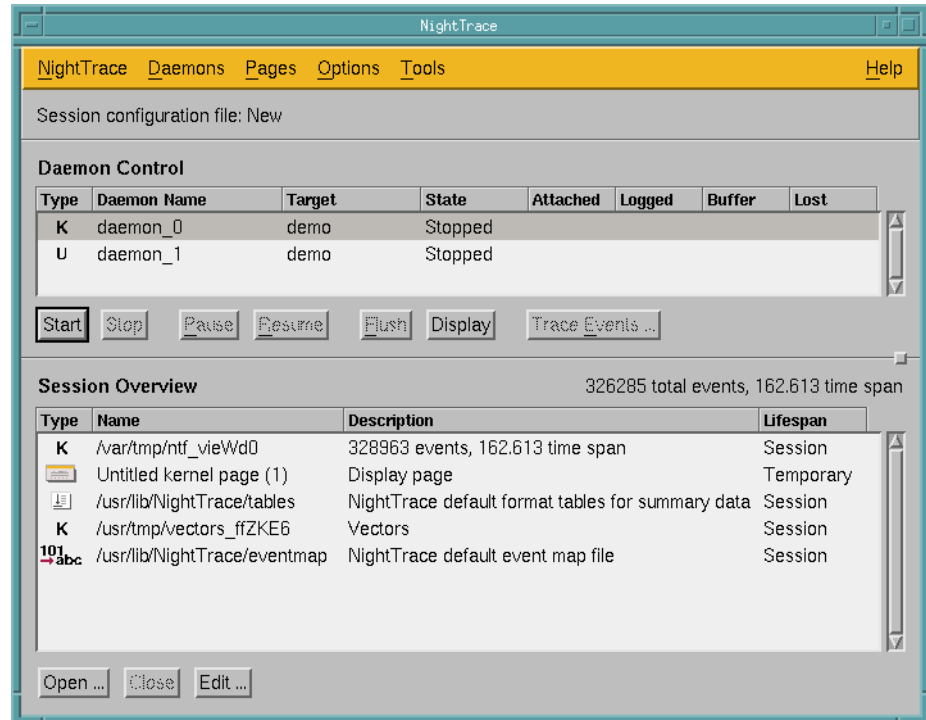 NightTrace
NightTrace Daemons Pages Options Tools Help
Session configuration file: New
Daemon Control
Type Daemon Name Target State Attached Logged Buffer Lost
K daemon_0 demo Stopped
U daemon_1 demo Stopped
Start Stop Pause Resume Flush Display Trace Events ...
Session Overview 326285 total events, 162.613 time span
Type Name Description Lifespan
K /var/tmp/ntf_vieWd0 328963 events, 162.613 time span Session
Untitled kernel page (1) Display page Temporary
/usr/lib/NightTrace/tables NightTrace default format tables for summary data Session
K /usr/tmp/vectors_ffZKE6 Vectors Session
101→abc /usr/lib/NightTrace/eventmap NightTrace default event map file Session
Open ... Close Edit ...